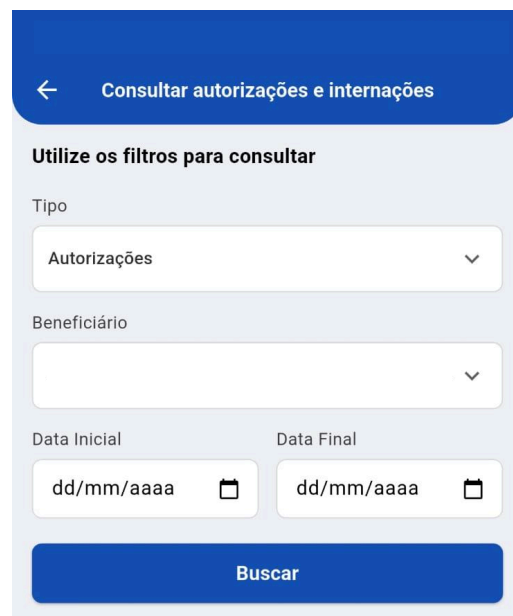 Consultar autorizações e internações
Utilize os filtros para consultar
Tipo
Autorizações
Beneficiário
Data Inicial Data Final
dd/mm/aaaa dd/mm/aaaa
Buscar